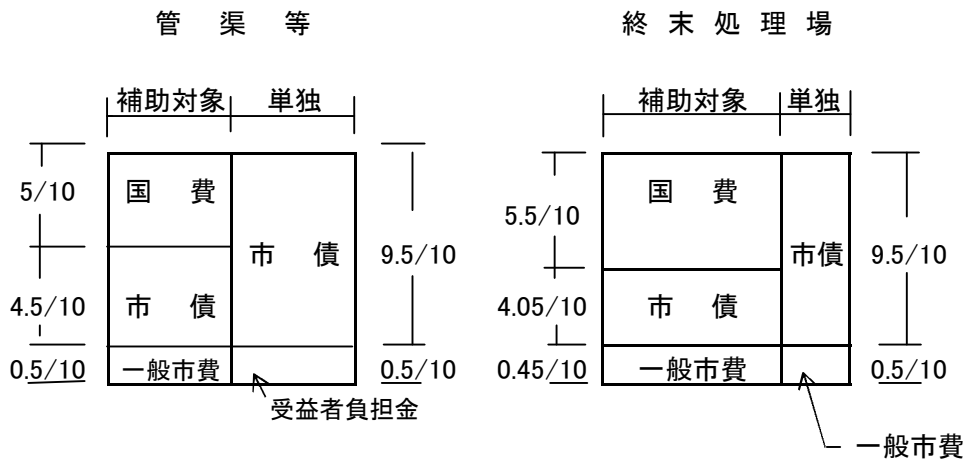 管 渠 等
補助対象 単独
5/10
4.5/10
0.5/10
国 費
市 債
一般市費
市 債
9.5/10
0.5/10
受益者負担金
終 末 処 理 場
補助対象 単独
5.5/10
4.05/10
0.45/10
国 費
市 債
一般市費
市債
9.5/10
0.5/10
一般市費